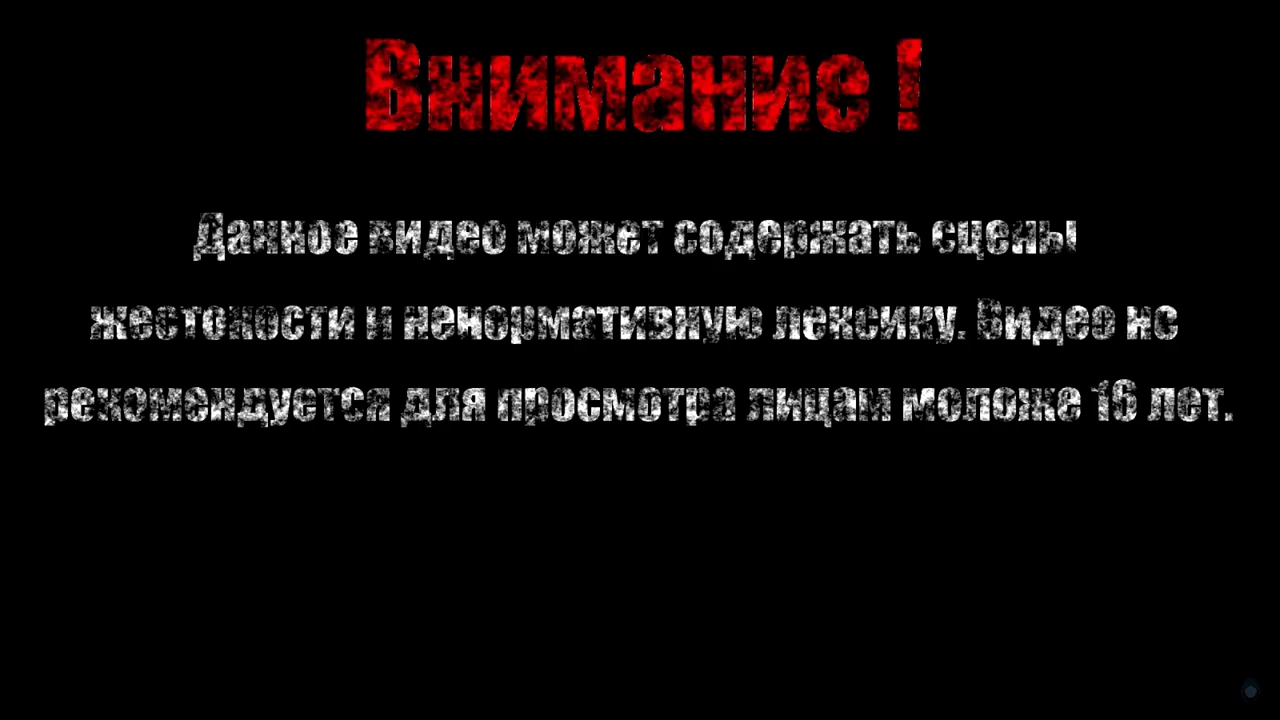 Внимание !
Данное видео может содержать сцены
жестокости и ненормативную лексику. Видео не
рекомендуется для просмотра лицам моложе 16 лет.